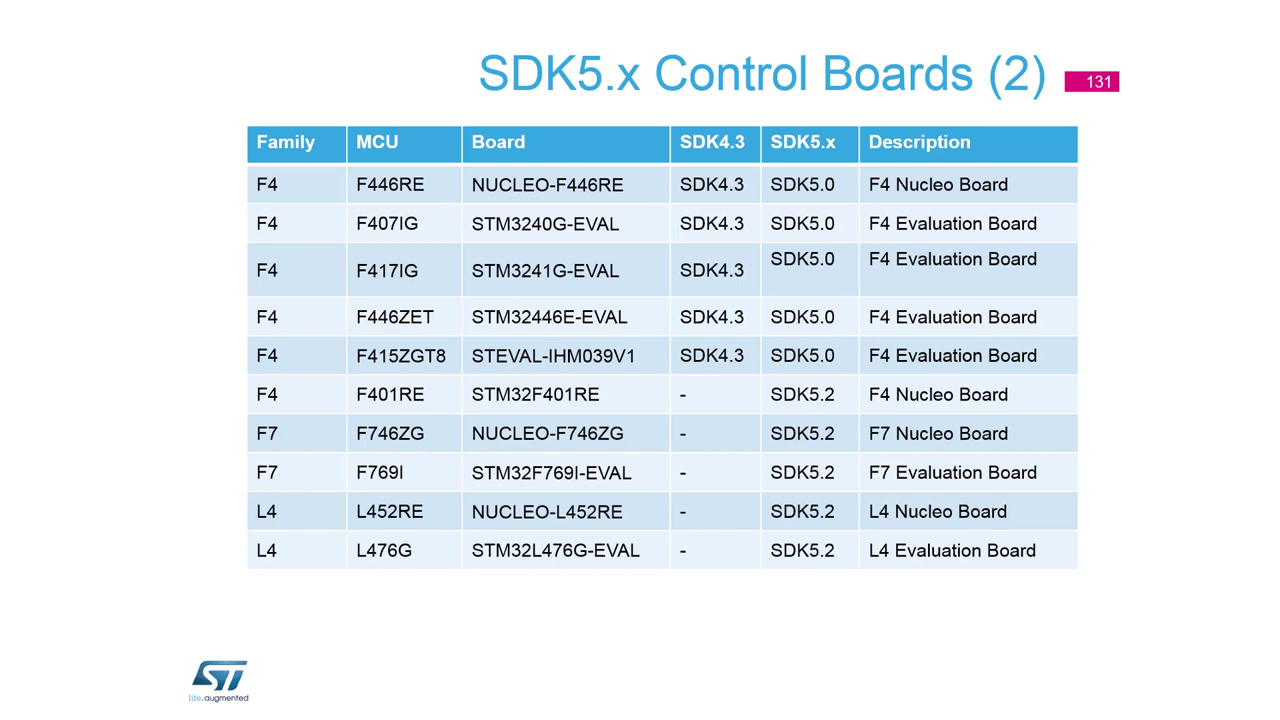 SDK5.x Control Boards (2)
131
Family MCU Board SDK4.3 SDK5.x Description
F4 F446RE NUCLEO-F446RE SDK4.3 SDK5.0 F4 Nucleo Board
F4 F407IG STM3240G-EVAL SDK4.3 SDK5.0 F4 Evaluation Board
F4 F417IG STM3241G-EVAL SDK4.3 SDK5.0 F4 Evaluation Board
F4 F446ZET STM32446E-EVAL SDK4.3 SDK5.0 F4 Evaluation Board
F4 F415ZGT8 STEVAL-IHM039V1 SDK4.3 SDK5.0 F4 Evaluation Board
F4 F401RE STM32F401RE - SDK5.2 F4 Nucleo Board
F7 F746ZG NUCLEO-F746ZG - SDK5.2 F7 Nucleo Board
F7 F769I STM32F769I-EVAL - SDK5.2 F7 Evaluation Board
L4 L452RE NUCLEO-L452RE - SDK5.2 L4 Nucleo Board
L4 L476G STM32L476G-EVAL - SDK5.2 L4 Evaluation Board
ST
life.augmented